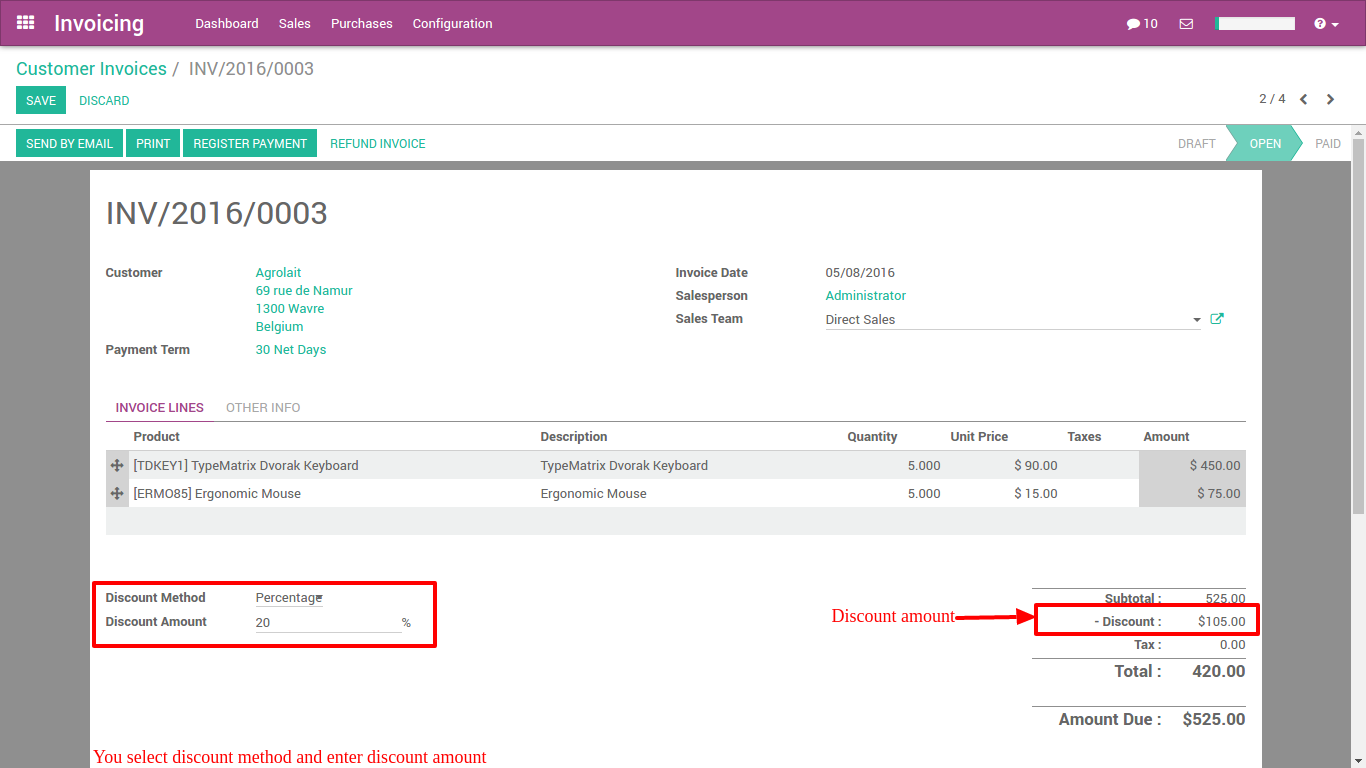 Invoicing Dashboard Sales Purchases Configuration 10
Customer Invoices / INV/2016/0003
SAVE DISCARD 2 / 4
SEND BY EMAIL PRINT REGISTER PAYMENT REFUND INVOICE DRAFT OPEN PAID
INV/2016/0003
Customer Agrolait Invoice Date 05/08/2016
69 rue de Namur Salesperson Administrator
1300 Wavre Sales Team Direct Sales
Belgium
Payment Term 30 Net Days
INVOICE LINES OTHER INFO
Product Description Quantity Unit Price Taxes Amount
[TDKEY1] TypeMatrix Dvorak Keyboard TypeMatrix Dvorak Keyboard 5.000 $ 90.00 $ 450.00
[ERMO85] Ergonomic Mouse Ergonomic Mouse 5.000 $ 15.00 $ 75.00
Discount Method Percentage Subtotal : 525.00
Discount Amount 20 % Discount amount - Discount : $105.00
Tax : 0.00
Total : 420.00
Amount Due : $525.00
You select discount method and enter discount amount